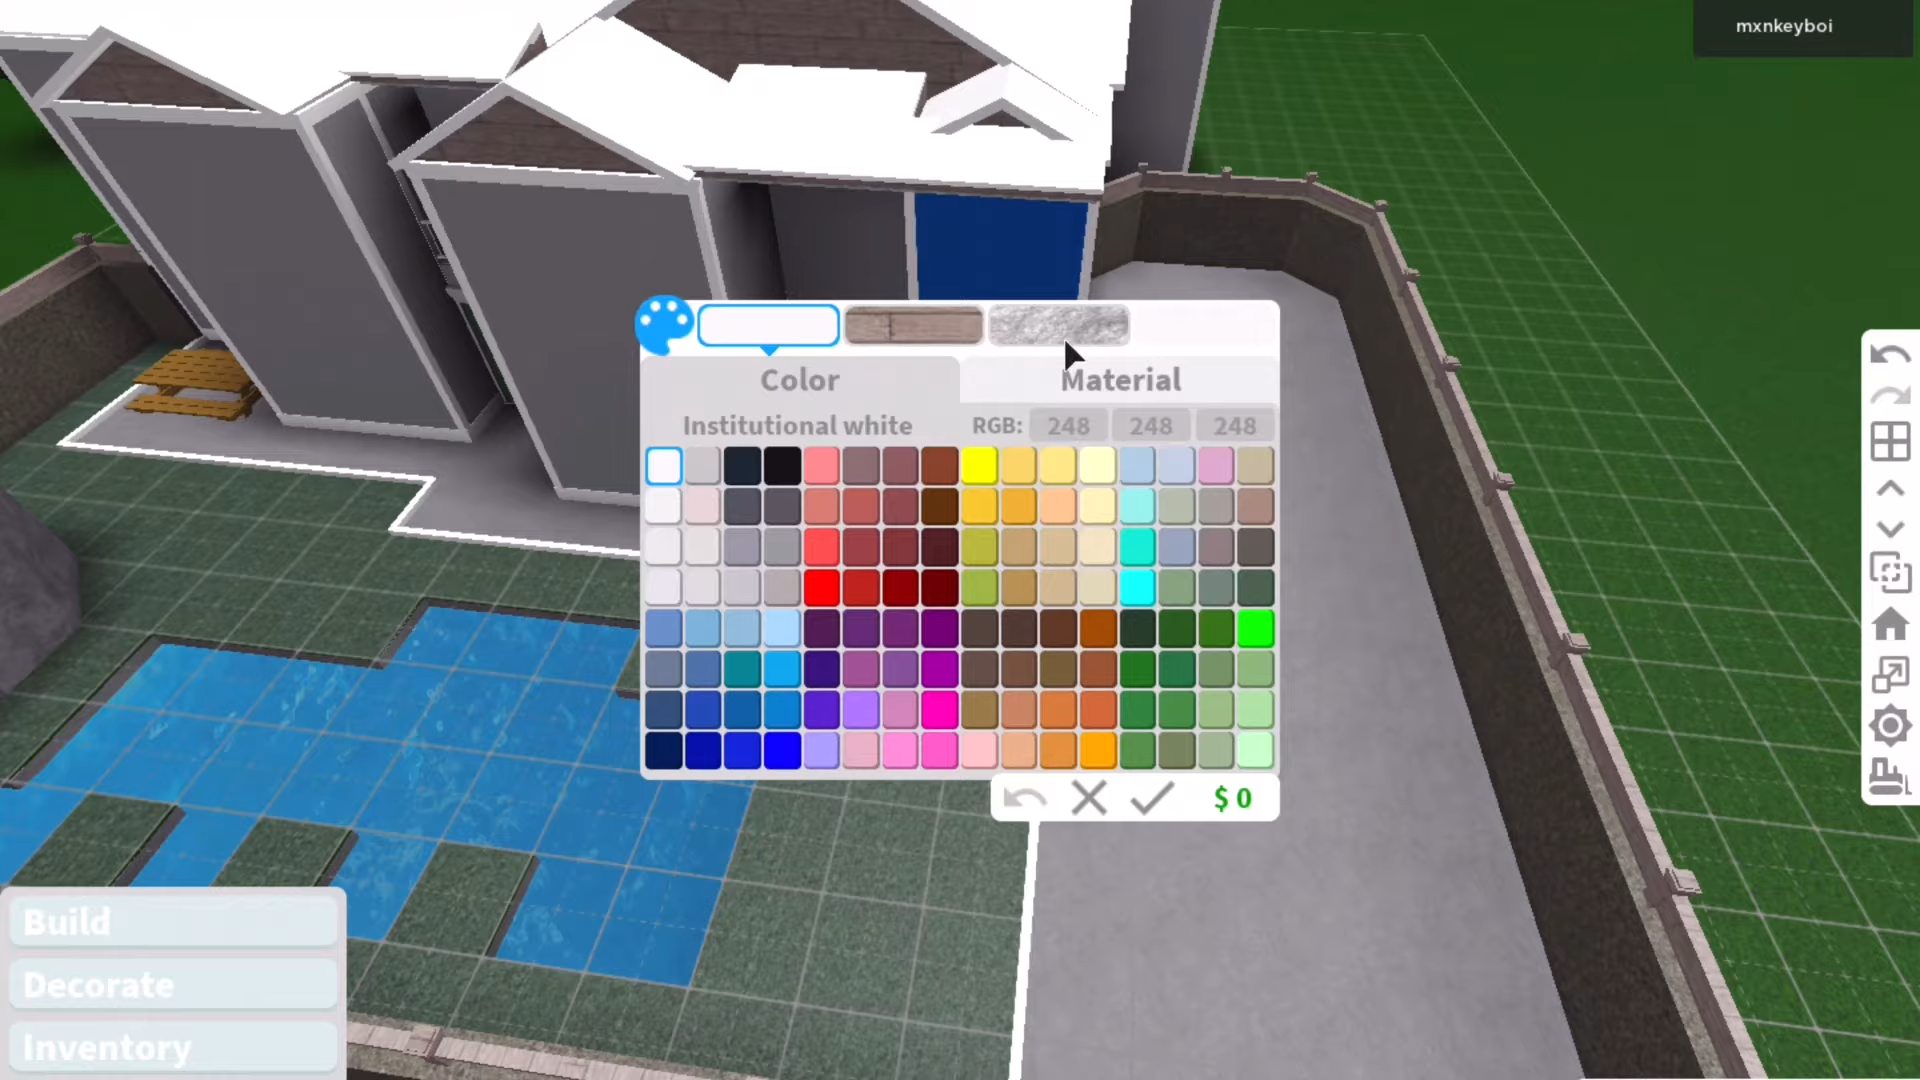 mxnkeyboi
Color
Material
Institutional white
RGB: 248 248 248
$ 0
Build
Decorate
Inventory